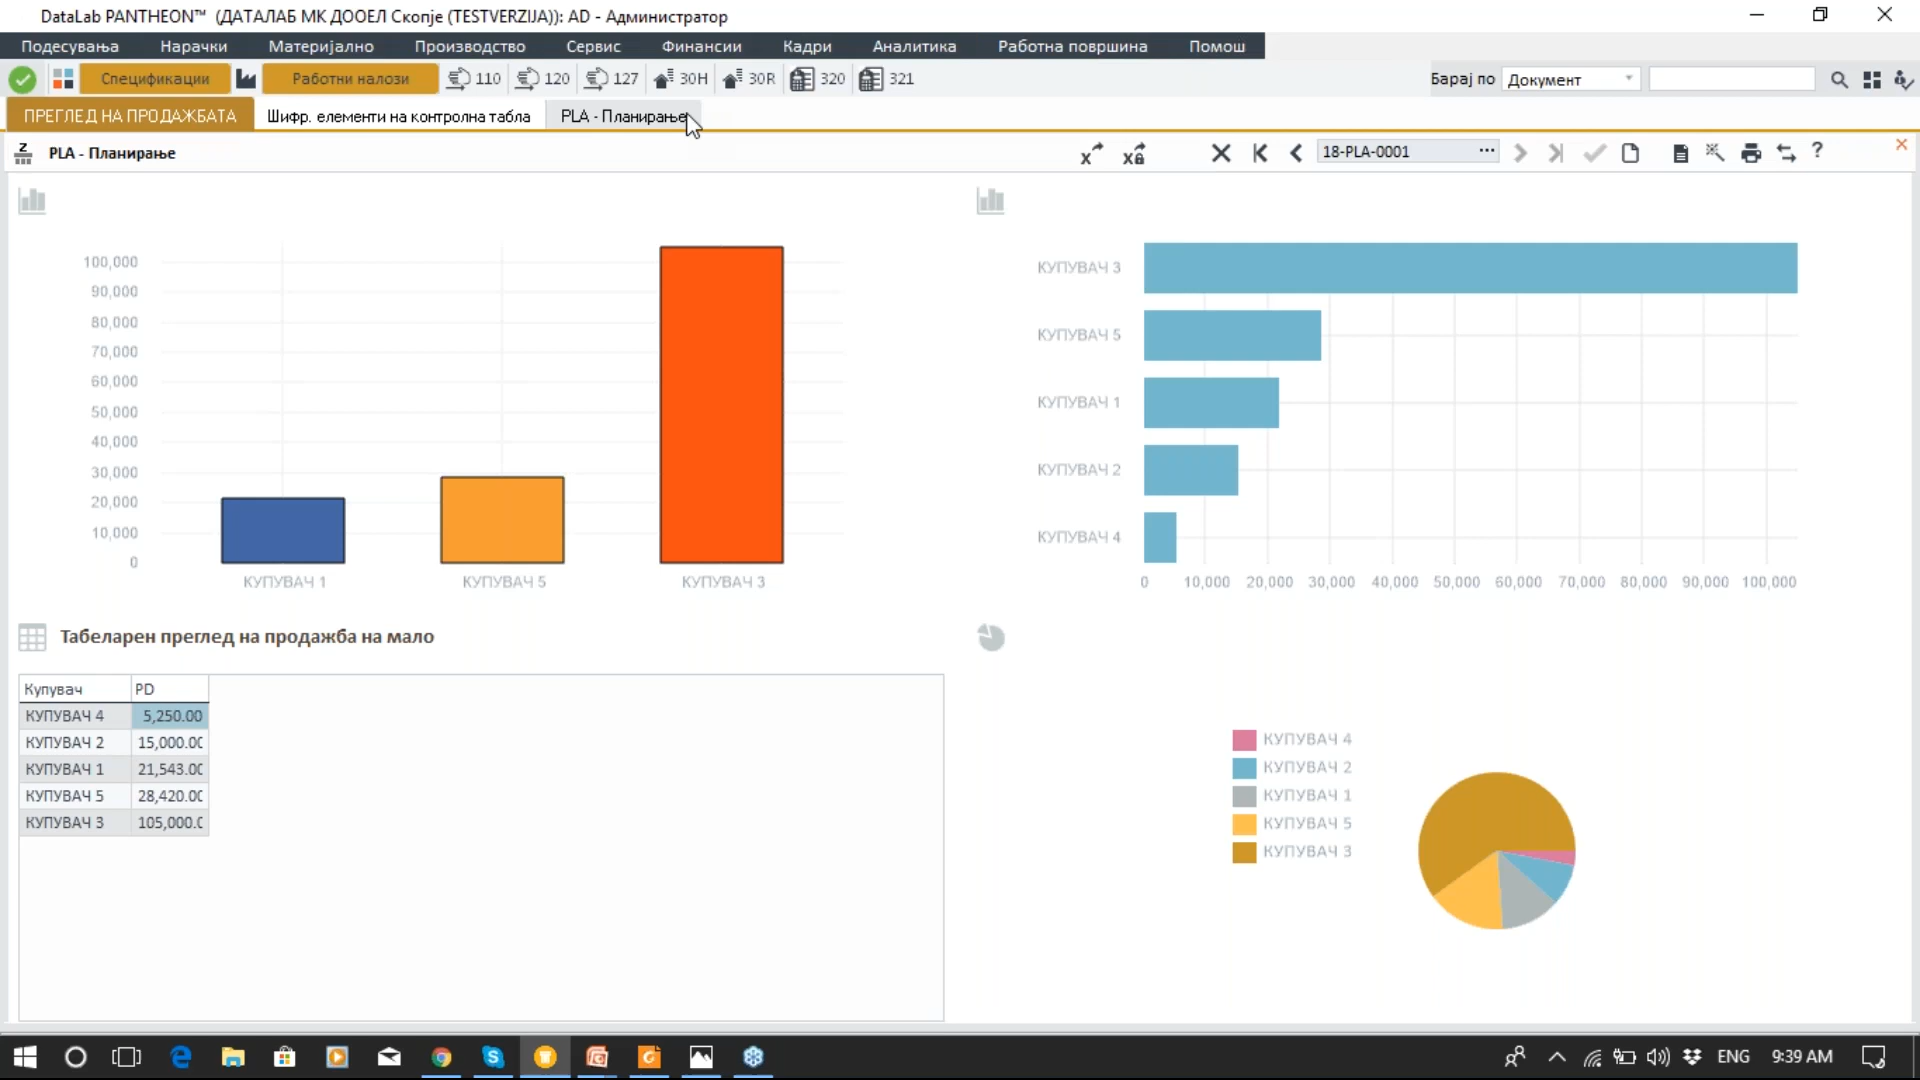 DataLab PANTHEON™ (ДАТАЛАБ МК ДООЕЛ Скопје (TESTVERZIJA)): AD - Администратор
Подесувања Нарачки Материјално Производство Сервис Финансии Кадри Аналитика Работна површина Помош
Спецификации Работни налози 110 120 127 30H 30R 320 321 Барај по Документ
ПРЕГЛЕД НА ПРОДАЖБАТА Шифр. елементи на контролна табла PLA - Планирање
PLA - Планирање 18-PLA-0001 ... ?
100,000
90,000
80,000
70,000
60,000
50,000
40,000
30,000
20,000
10,000
0
КУПУВАЧ 1 КУПУВАЧ 5 КУПУВАЧ 3
КУПУВАЧ 3
КУПУВАЧ 5
КУПУВАЧ 1
КУПУВАЧ 2
КУПУВАЧ 4
0 10,000 20,000 30,000 40,000 50,000 60,000 70,000 80,000 90,000 100,000
Табеларен преглед на продажба на мало
Купувач PD
КУПУВАЧ 4 5,250.00
КУПУВАЧ 2 15,000.00
КУПУВАЧ 1 21,543.00
КУПУВАЧ 5 28,420.00
КУПУВАЧ 3 105,000.0
КУПУВАЧ 4
КУПУВАЧ 2
КУПУВАЧ 1
КУПУВАЧ 5
КУПУВАЧ 3
ENG 9:39 AM